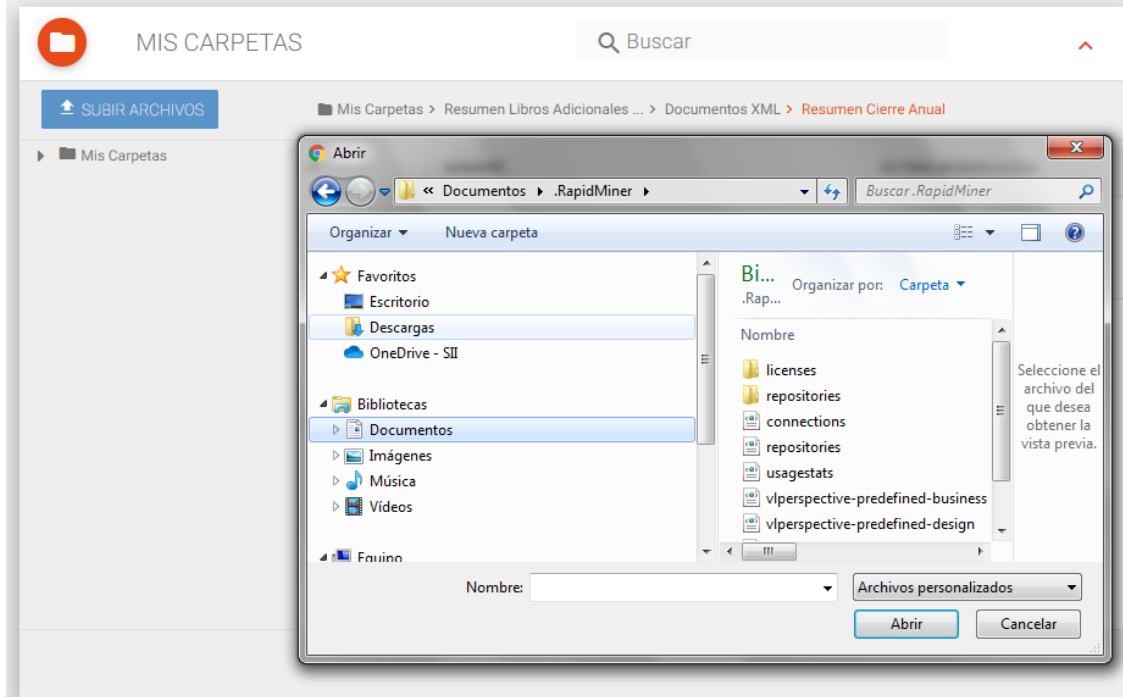 MIS CARPETAS
Buscar
SUBIR ARCHIVOS
Mis Carpetas > Resumen Libros Adicionales ... > Documentos XML > Resumen Cierre Anual
Mis Carpetas
Abrir
« Documentos ▸ .RapidMiner ▸
Buscar .RapidMiner
Organizar
Nueva carpeta
Favoritos
Escritorio
Descargas
OneDrive - SII
Bibliotecas
Documentos
Imágenes
Música
Vídeos
Equipo
Bi...
.Rap...
Organizar por: Carpeta
Nombre
licenses
repositories
connections
repositories
usagestats
vlperspective-predefined-business
vlperspective-predefined-design
Seleccione el
archivo del
que desea
obtener la
vista previa.
Nombre:
Archivos personalizados
Abrir
Cancelar